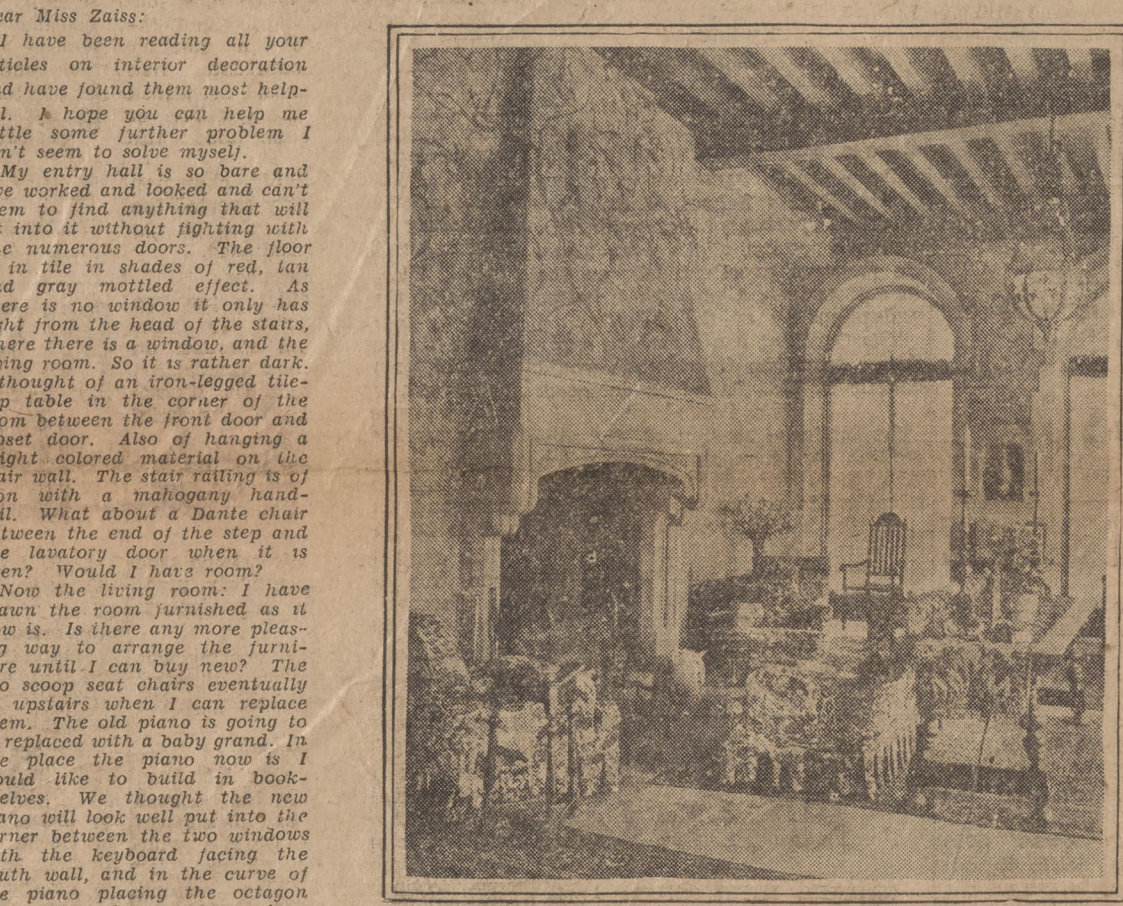 ear Miss Zaiss:
I have been reading all your
ticles on interior decoration
d have found them most help-
l. I hope you can help me
ttle some further problem I
n't seem to solve myself.
My entry hall is so bare and
ve worked and looked and can't
em to find anything that will
t into it without fighting with
e numerous doors. The floor
in tile in shades of red, tan
d gray mottled effect. As
ere is no window it only has
ght from the head of the stairs,
here there is a window, and the
ing room. So it is rather dark.
thought of an iron-legged tile-
p table in the corner of the
om between the front door and
oset door. Also of hanging a
ight colored material on the
air wall. The stair railing is of
on with a mahogany hand-
il. What about a Dante chair
tween the end of the step and
e lavatory door when it is
en? Would I have room?
Now the living room: I have
awn the room furnished as it
w is. Is there any more pleas-
g way to arrange the furni-
re until I can buy new? The
o scoop seat chairs eventually
upstairs when I can replace
em. The old piano is going to
replaced with a baby grand. In
e place the piano now is I
ould like to build in book-
elves. We thought the new
ano will look well put into the
rner between the two windows
th the keyboard facing the
uth wall, and in the curve of
e piano placing the octagon